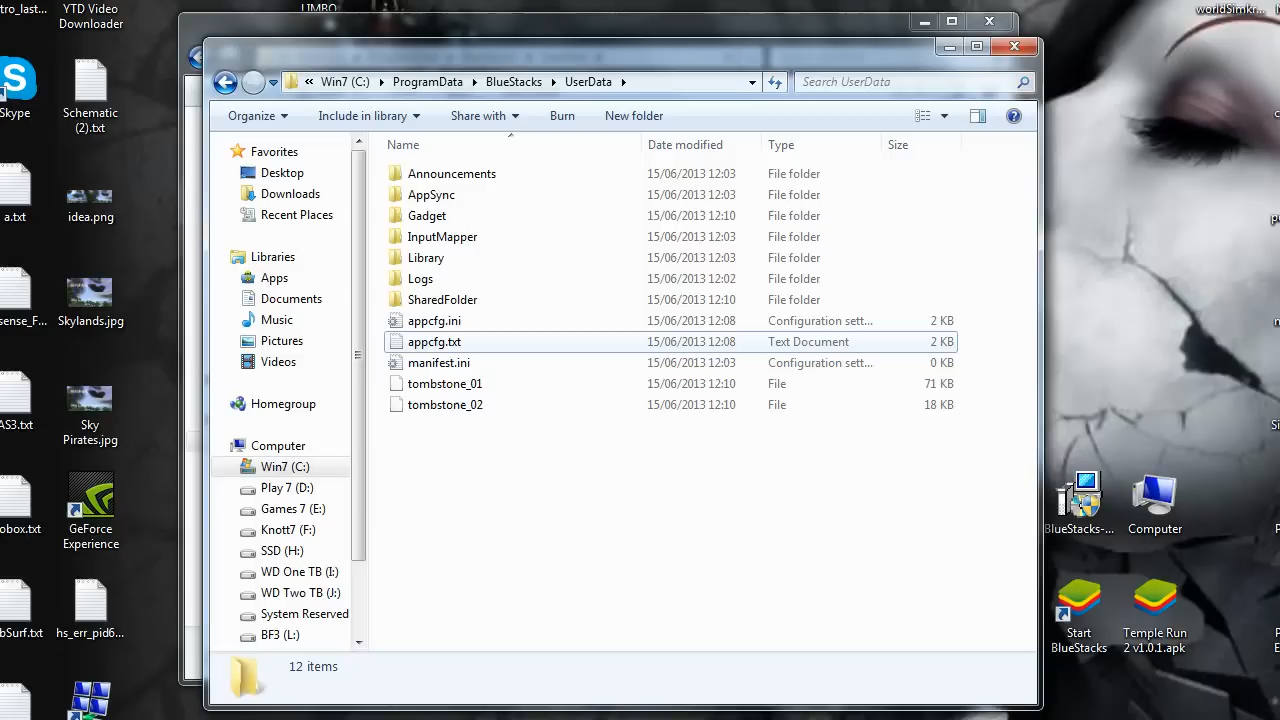 tro_last...
YTD Video
Downloader
LIMBO
worldSimkr...
Skype
Schematic
(2).txt
a.txt
idea.png
sense_F...
Skylands.jpg
AS3.txt
Sky
Pirates.jpg
obox.txt
GeForce
Experience
bSurf.txt
hs_err_pid6...
Win7 (C:)
ProgramData
BlueStacks
UserData
Search UserData
Organize
Include in library
Share with
Burn
New folder
Favorites
Desktop
Downloads
Recent Places
Libraries
Apps
Documents
Music
Pictures
Videos
Homegroup
Computer
Win7 (C:)
Play 7 (D:)
Games 7 (E:)
Knott7 (F:)
SSD (H:)
WD One TB (I:)
WD Two TB (J:)
System Reserved
BF3 (L:)
Name Date modified Type Size
Announcements 15/06/2013 12:03 File folder
AppSync 15/06/2013 12:03 File folder
Gadget 15/06/2013 12:10 File folder
InputMapper 15/06/2013 12:03 File folder
Library 15/06/2013 12:03 File folder
Logs 15/06/2013 12:02 File folder
SharedFolder 15/06/2013 12:10 File folder
appcfg.ini 15/06/2013 12:08 Configuration sett... 2 KB
appcfg.txt 15/06/2013 12:08 Text Document 2 KB
manifest.ini 15/06/2013 12:03 Configuration sett... 0 KB
tombstone_01 15/06/2013 12:10 File 71 KB
tombstone_02 15/06/2013 12:10 File 18 KB
12 items
BlueStacks-...
Computer
Start
BlueStacks
Temple Run
2 v1.0.1.apk